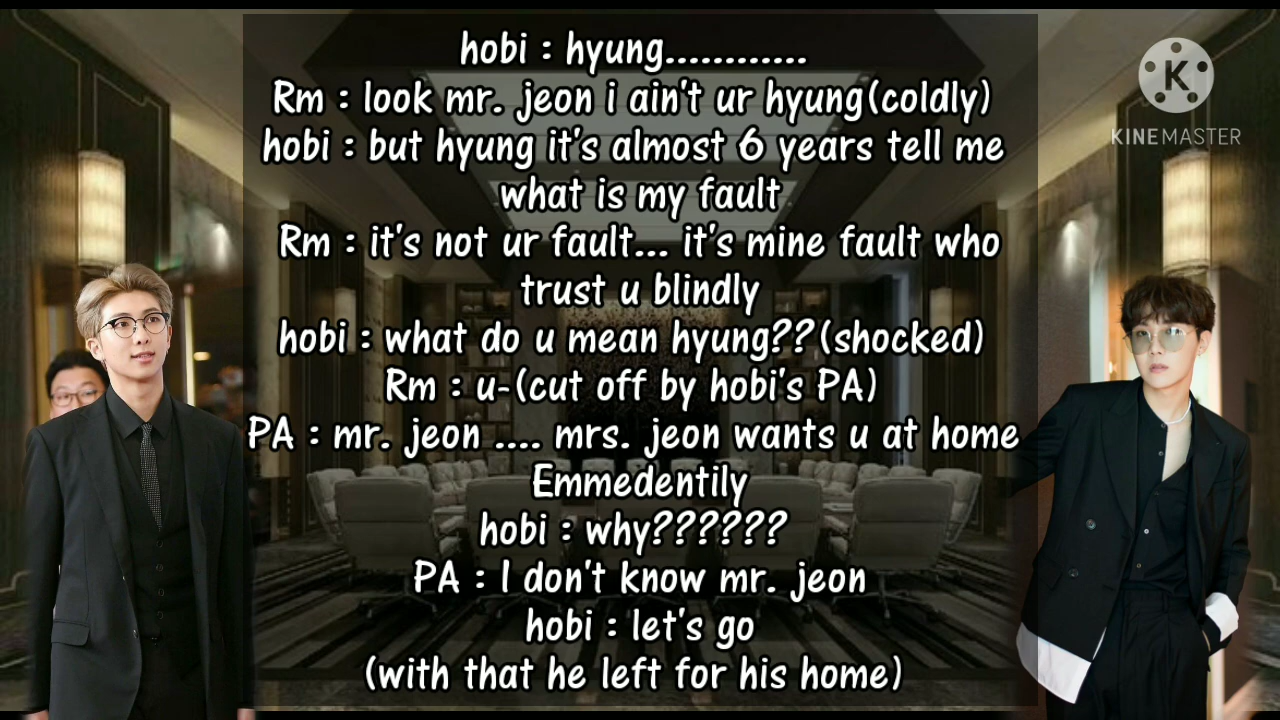 hobi : hyung............
Rm : look mr. jeon i ain't ur hyung(coldly)
hobi : but hyung it's almost 6 years tell me
what is my fault
Rm : it's not ur fault... it's mine fault who
trust u blindly
hobi : what do u mean hyung??(shocked)
Rm : u-(cut off by hobi's PA)
PA : mr. jeon .... mrs. jeon wants u at home
Emmedentily
hobi : why??????
PA : I don't know mr. jeon
hobi : let's go
(with that he left for his home)
K
KINEMASTER